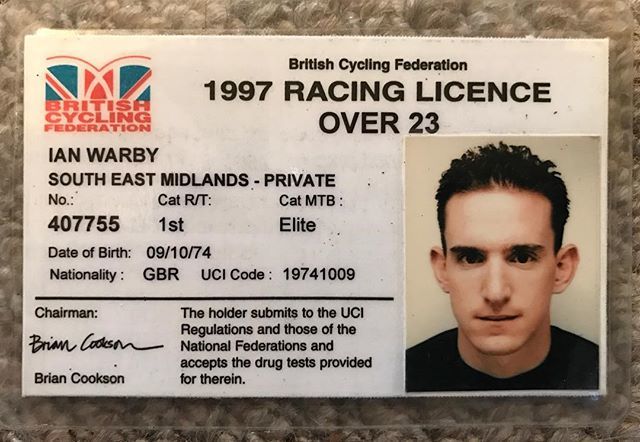 British Cycling Federation
1997 RACING LICENCE
OVER 23
BRITISH
CYCLING
FEDERATION
IAN WARBY
SOUTH EAST MIDLANDS - PRIVATE
No.: Cat R/T: Cat MTB :
407755 1st Elite
Date of Birth: 09/10/74
Nationality : GBR UCI Code : 19741009
Chairman:
Brian Cookson
Brian Cookson
The holder submits to the UCI
Regulations and those of the
National Federations and
accepts the drug tests provided
for therein.